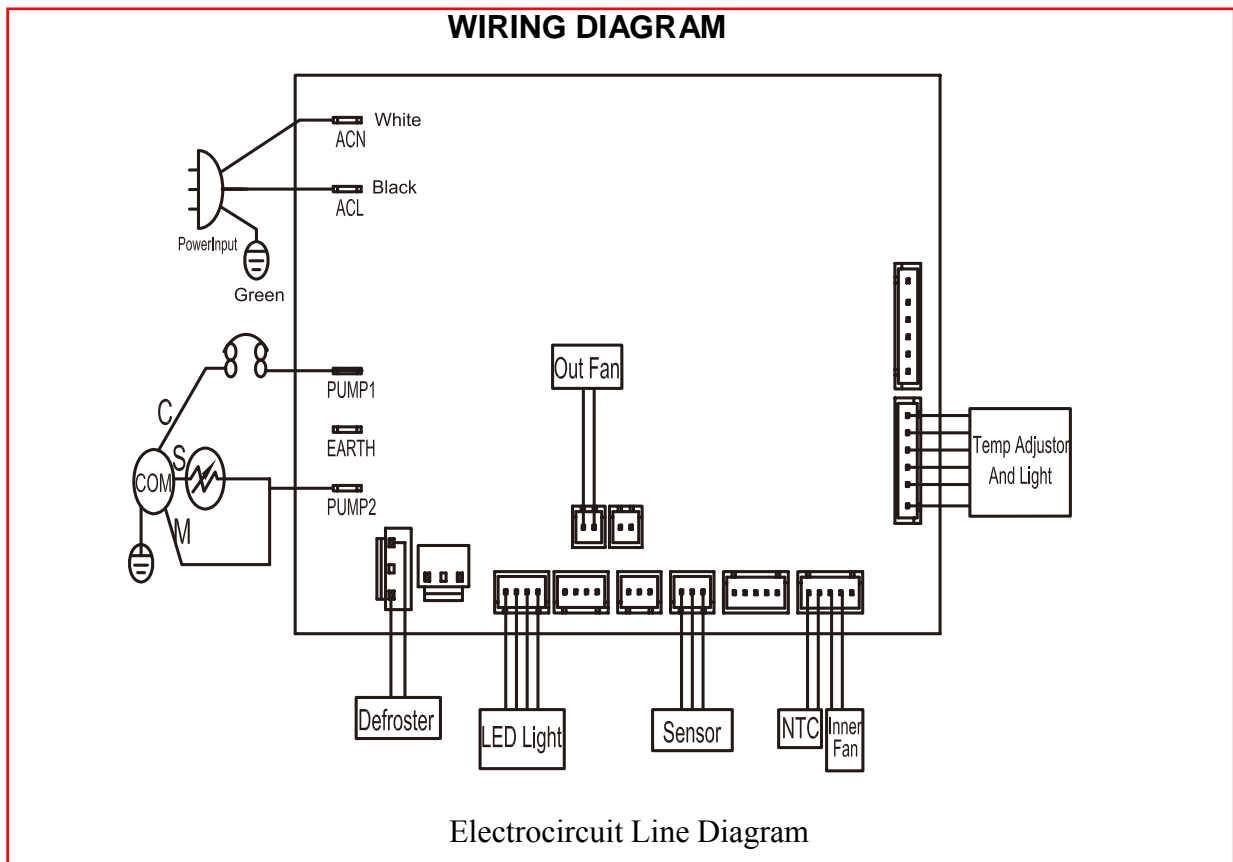 WIRING DIAGRAM
White
ACN
Black
ACL
PowerInput
Green
PUMP1
EARTH
PUMP2
C
S
COM
M
Out Fan
Temp Adjustor
And Light
Defroster
LED Light
Sensor
NTC
Inner
Fan
Electrocircuit Line Diagram